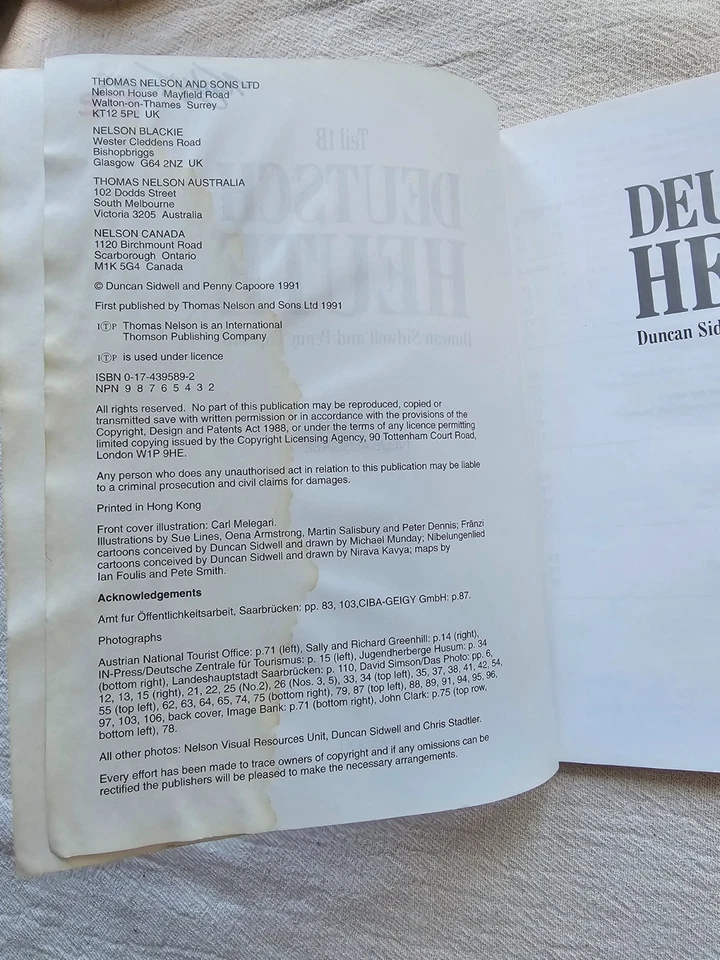 THOMAS NELSON AND SONS LTD
Nelson House Mayfield Road
Walton-on-Thames Surrey
KT12 5PL UK
NELSON BLACKIE
Wester Cleddens Road
Bishopbriggs
Glasgow G64 2NZ UK
THOMAS NELSON AUSTRALIA
102 Dodds Street
South Melbourne
Victoria 3205 Australia
NELSON CANADA
1120 Birchmount Road
Scarborough Ontario
M1K 5G4 Canada
© Duncan Sidwell and Penny Capoore 1991
First published by Thomas Nelson and Sons Ltd 1991
I Ⓣ P Thomas Nelson is an International
Thomson Publishing Company
I Ⓣ P is used under licence
ISBN 0-17-439589-2
NPN 9 8 7 6 5 4 3 2
All rights reserved. No part of this publication may be reproduced, copied or
transmitted save with written permission or in accordance with the provisions of the
Copyright, Design and Patents Act 1988, or under the terms of any licence permitting
limited copying issued by the Copyright Licensing Agency, 90 Tottenham Court Road,
London W1P 9HE.
Any person who does any unauthorised act in relation to this publication may be liable
to a criminal prosecution and civil claims for damages.
Printed in Hong Kong
Front cover illustration: Carl Melegari.
Illustrations by Sue Lines, Oena Armstrong, Martin Salisbury and Peter Dennis; Fränzi
cartoons conceived by Duncan Sidwell and drawn by Michael Munday; Nibelungenlied
cartoons conceived by Duncan Sidwell and drawn by Nirava Kavya; maps by
Ian Foulis and Pete Smith.
Acknowledgements
Amt fur Öffentlichkeitsarbeit, Saarbrücken: pp. 83, 103,CIBA-GEIGY GmbH: p.87.
Photographs
Austrian National Tourist Office: p.71 (left), Sally and Richard Greenhill: p.14 (right),
IN-Press/Deutsche Zentrale für Tourismus: p. 15 (left), Jugendherberge Husum: p. 34
(bottom right), Landeshauptstadt Saarbrücken: p. 110, David Simson/Das Photo: pp. 6,
12, 13, 15 (right), 21, 22, 25 (No.2), 26 (Nos. 3, 5), 33, 34 (top left), 35, 37, 38, 41, 42, 54,
55 (top left), 62, 63, 64, 65, 74, 75 (bottom right), 79, 87 (top left), 88, 89, 91, 94, 95, 96,
97, 103, 106, back cover, Image Bank: p.71 (bottom right), John Clark: p.75 (top row,
bottom left), 78.
All other photos: Nelson Visual Resources Unit, Duncan Sidwell and Chris Stadtler.
Every effort has been made to trace owners of copyright and if any omissions can be
rectified the publishers will be pleased to make the necessary arrangements.
DEU
HE
Duncan Sid